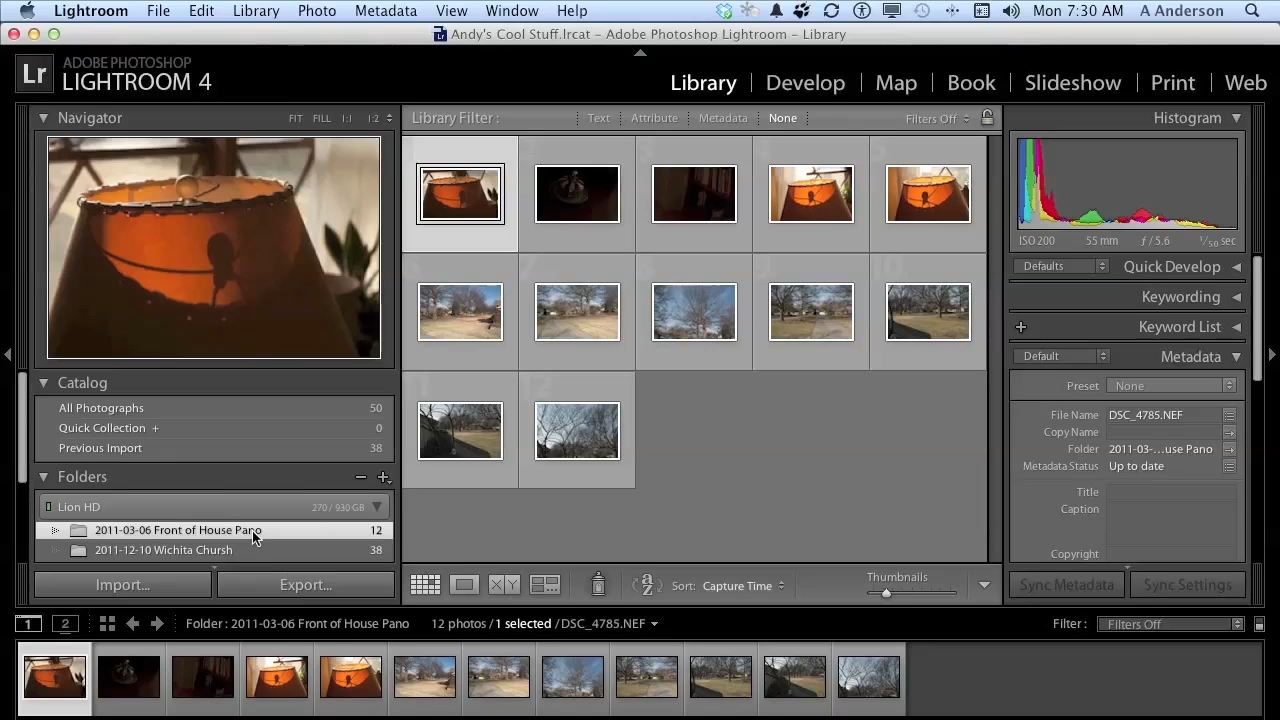 Lightroom File Edit Library Photo Metadata View Window Help Mon 7:30 AM A Anderson
Andy's Cool Stuff.lrcat – Adobe Photoshop Lightroom – Library
Lr ADOBE PHOTOSHOP
LIGHTROOM 4
Library | Develop | Map | Book | Slideshow | Print | Web
Navigator FIT FILL 1:1 1:2
Library Filter : Text Attribute Metadata None Filters Off
Histogram
ISO 200 55 mm ƒ / 5.6 1/50 sec
Defaults Quick Develop
Keywording
+ Keyword List
Default Metadata
Preset None
File Name DSC_4785.NEF
Copy Name
Folder 2011-03-...use Pano
Metadata Status Up to date
Title
Caption
Copyright
Catalog
All Photographs 50
Quick Collection + 0
Previous Import 38
Folders − +
Lion HD 270 / 930 GB
2011-03-06 Front of House Pano 12
2011-12-10 Wichita Chursh 38
Import... Export...
X Y
a z Sort: Capture Time
Thumbnails
Sync Metadata Sync Settings
1 2 Folder : 2011-03-06 Front of House Pano 12 photos / 1 selected / DSC_4785.NEF Filter : Filters Off